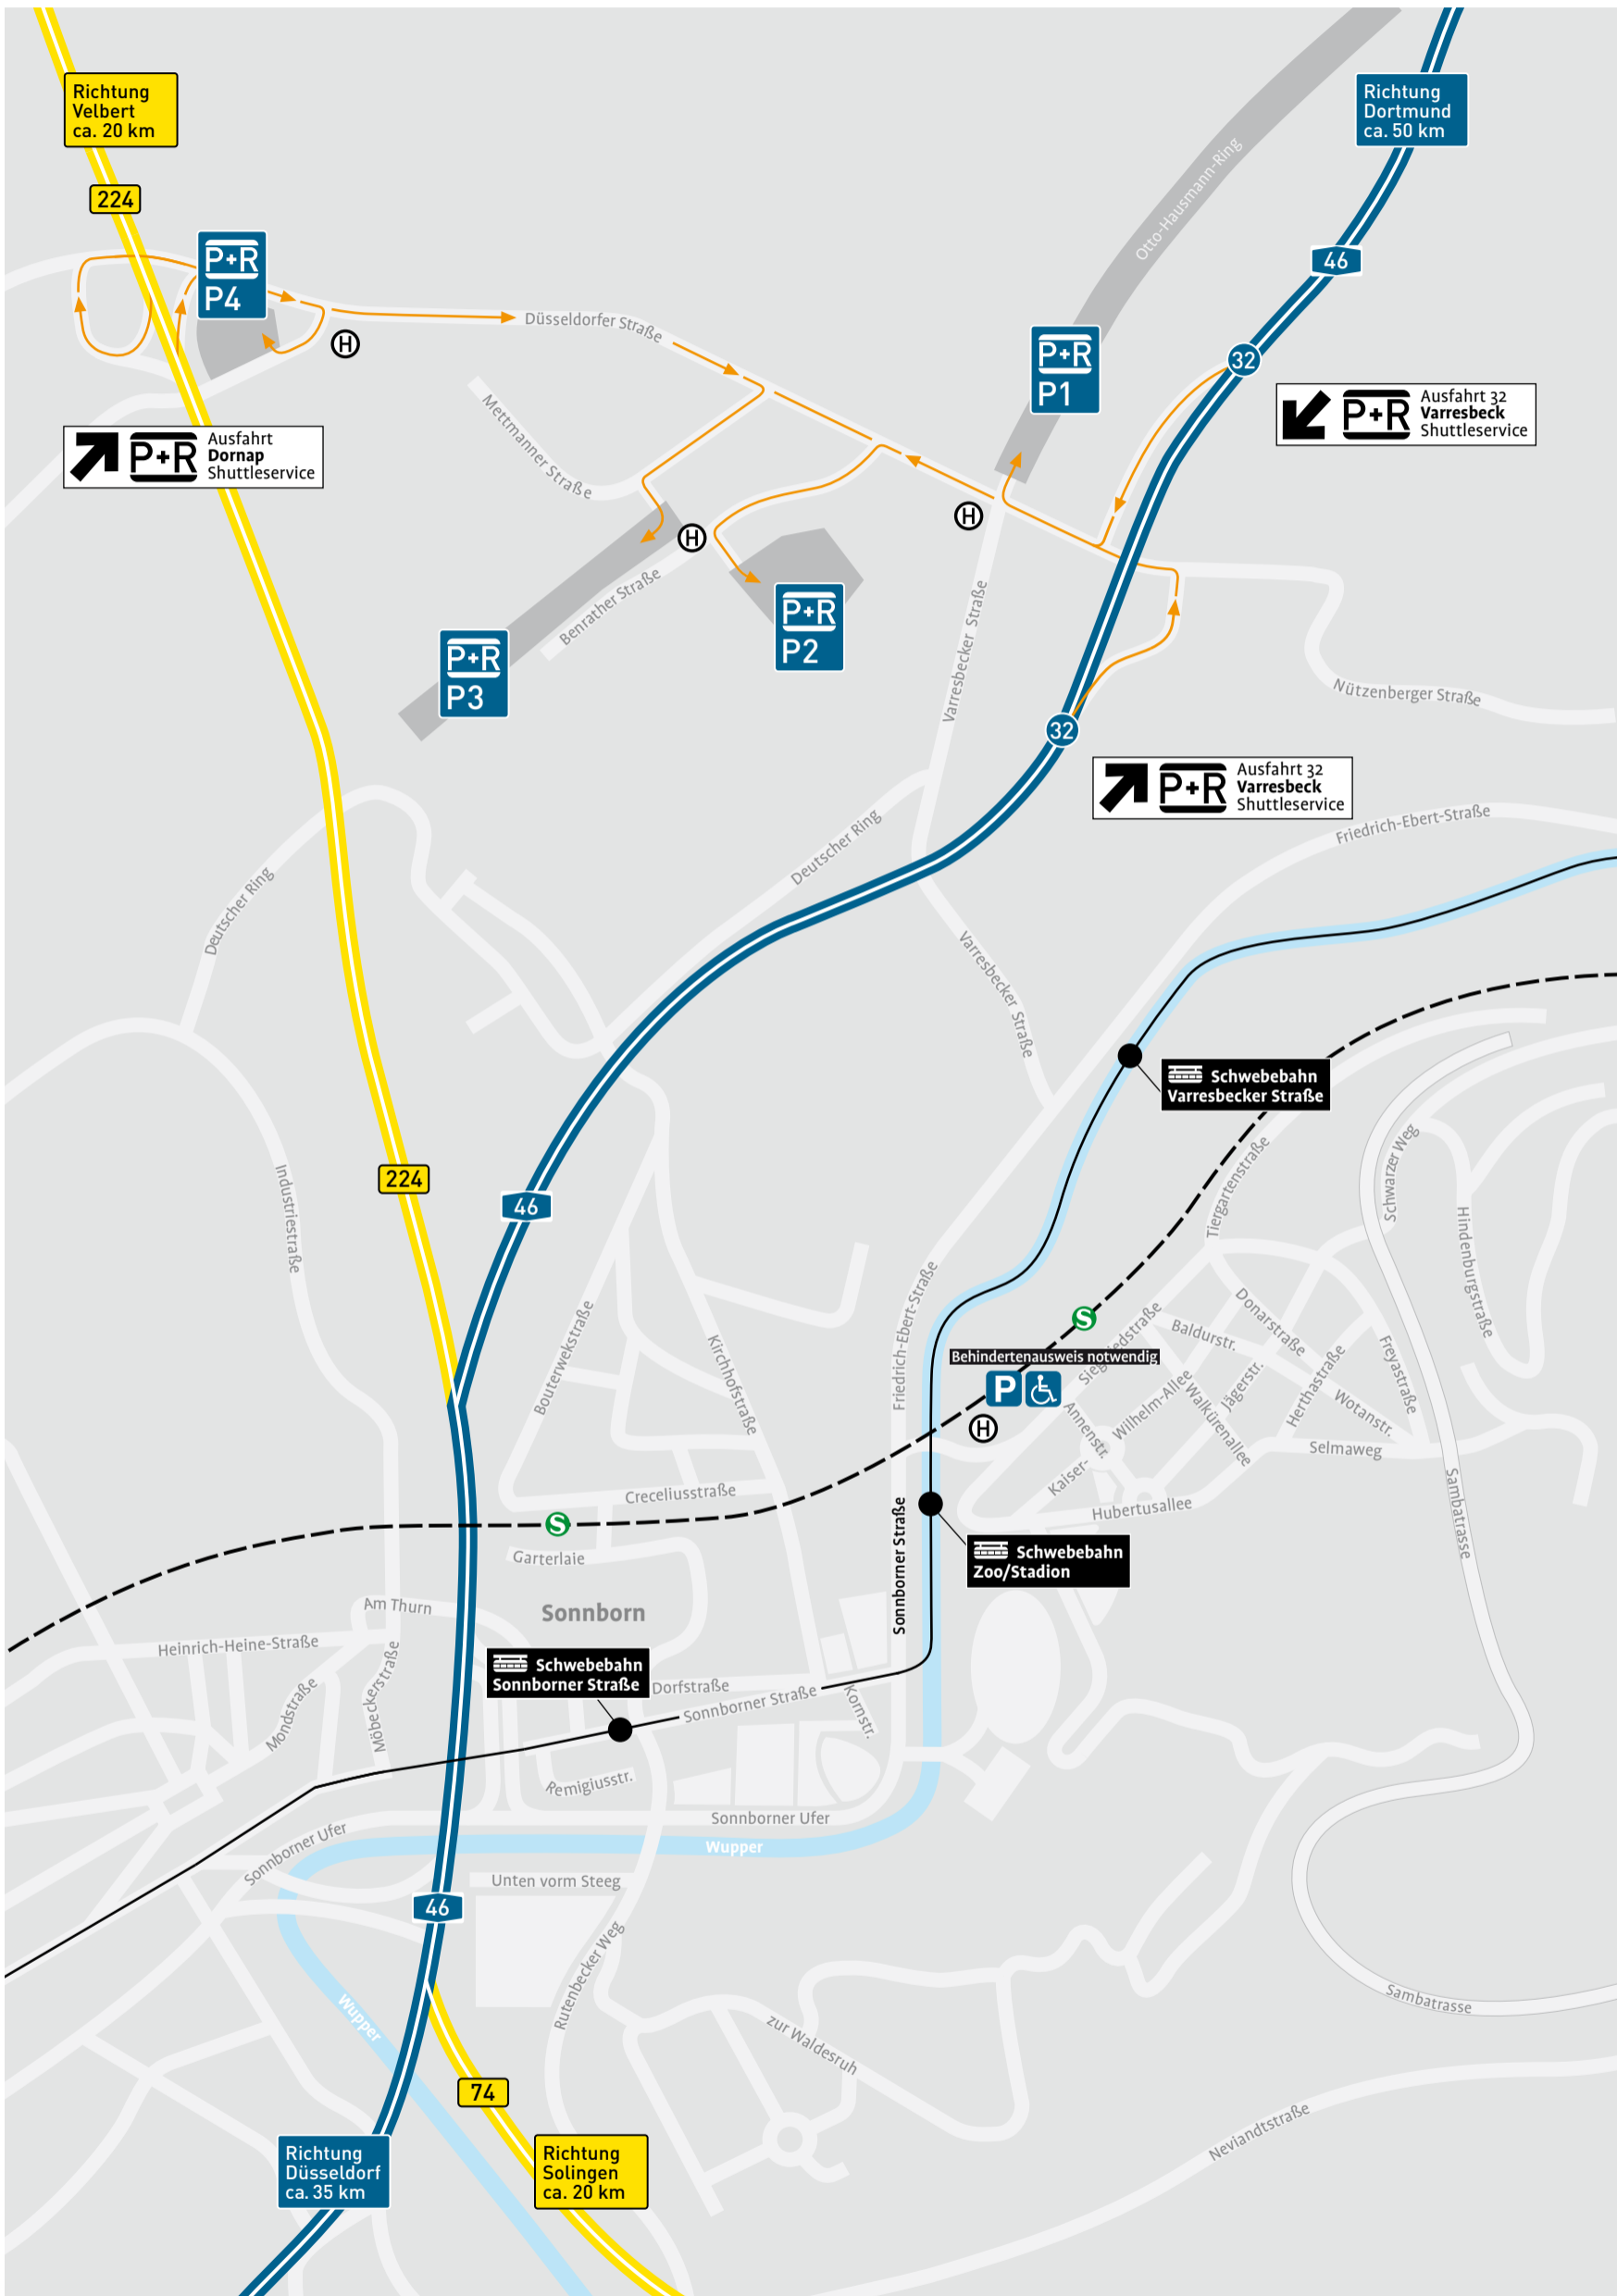 Richtung
Velbert
ca. 20 km
224
Richtung
Dortmund
ca. 50 km
Otto-Hausmann-Ring
46
P+R
P4
H
Düsseldorfer Straße
P+R
P1
32
P+R
Ausfahrt 32
Varresbeck
Shuttleservice
Mettmanner Straße
P+R
Ausfahrt
Dornap
Shuttleservice
H
H
Benrather Straße
P+R
P2
P+R
P3
Varresbecker Straße
Nützenberger Straße
32
P+R
Ausfahrt 32
Varresbeck
Shuttleservice
Friedrich-Ebert-Straße
Deutscher Ring
Deutscher Ring
Varresbecker Straße
Schwebebahn
Varresbecker Straße
Tiergartenstraße
Schwarzer Weg
Hindenburgstraße
Industriestraße
224
46
Friedrich-Ebert-Straße
Bouterwekstraße
Kirchhofstraße
S
Siegfriedstraße
Donarstraße
Baldurstr.
Freyastraße
Behindertenausweis notwendig
P
H
Annenstr.
Kaiser-
Wilhelm-Allee
Walkürenallee
Jägerstr.
Herthastraße
Wotanstr.
Selmaweg
Sambatrasse
Hubertusallee
Creceliusstraße
S
Garterlaie
Sonnborner Straße
Schwebebahn
Zoo/Stadion
Am Thurn
Sonnborn
Heinrich-Heine-Straße
Mondstraße
Möbeckerstraße
Schwebebahn
Sonnborner Straße
Dorfstraße
Sonnborner Straße
Kornstr.
Remigiusstr.
Sonnborner Ufer
Sonnborner Ufer
Wupper
Unten vorm Steeg
46
Rutenbecker Weg
Wupper
zur Waldesruh
Sambatrasse
74
Neviandtstraße
Richtung
Düsseldorf
ca. 35 km
Richtung
Solingen
ca. 20 km